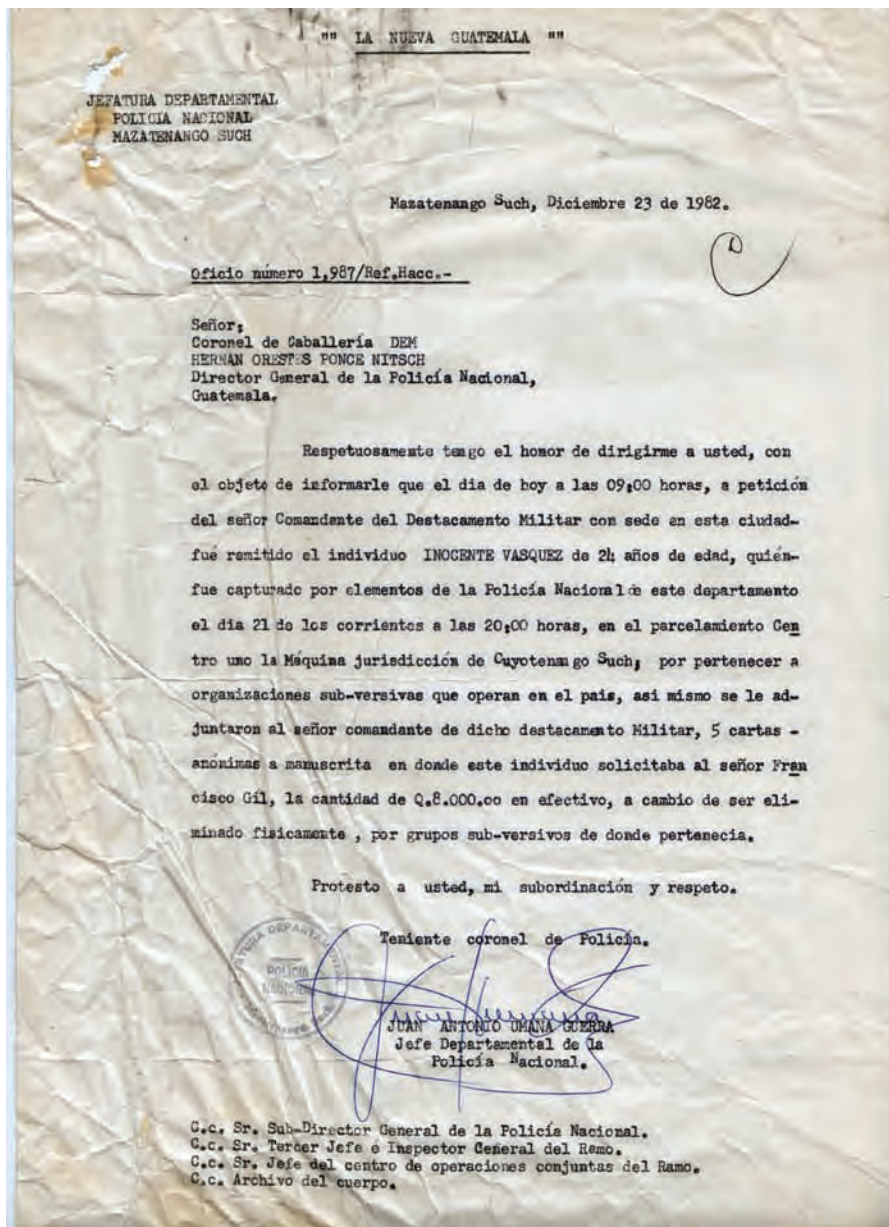 "" LA NUEVA GUATEMALA ""
JEFATURA DEPARTAMENTAL
POLICIA NACIONAL
MAZATENANGO SUCH
Mazatenango Such, Diciembre 23 de 1982.
Oficio número 1,987/Ref.Hacc.-
Señor;
Coronel de Caballería DEM
HERMAN ORESTES PONCE NITSCH
Director General de la Policía Nacional,
Guatemala.
Respetuosamente tengo el honor de dirigirme a usted, con
el objeto de informarle que el dia de hoy a las 09;00 horas, a petición
del señor Comandante del Destacamento Militar con sede en esta ciudad-
fué remitido el individuo INOCENTE VASQUEZ de 24 años de edad, quién-
fue capturado por elementos de la Policía Nacional de este departamento
el dia 21 de los corrientes a las 20;00 horas, en el parcelamiento Cen
tro uno la Máquina jurisdicción de Cuyotenango Such; por pertenecer a
organizaciones sub-versivas que operan en el pais, asi mismo se le ad-
juntaron al señor comandante de dicho destacamento Militar, 5 cartas -
anónimas a manuscrita en donde este individuo solicitaba al señor Fran
cisco Gil, la cantidad de Q.8.000.oo en efectivo, a cambio de ser eli-
minado fisicamente , por grupos sub-versivos de donde pertenecia.
Protesto a usted, mi subordinación y respeto.
Teniente coronel de Policía.
JEFATURA DEPARTAMENTAL
POLICIA
NACIONAL
JUAN ANTONIO UMAÑA GUERRA
Jefe Departamental de la
Policía Nacional.
C.c. Sr. Sub-Director General de la Policía Nacional.
C.c. Sr. Tercer Jefe é Inspector General del Ramo.
C.c. Sr. Jefe del centro de operaciones conjuntas del Ramo.
C.c. Archivo del cuerpo.